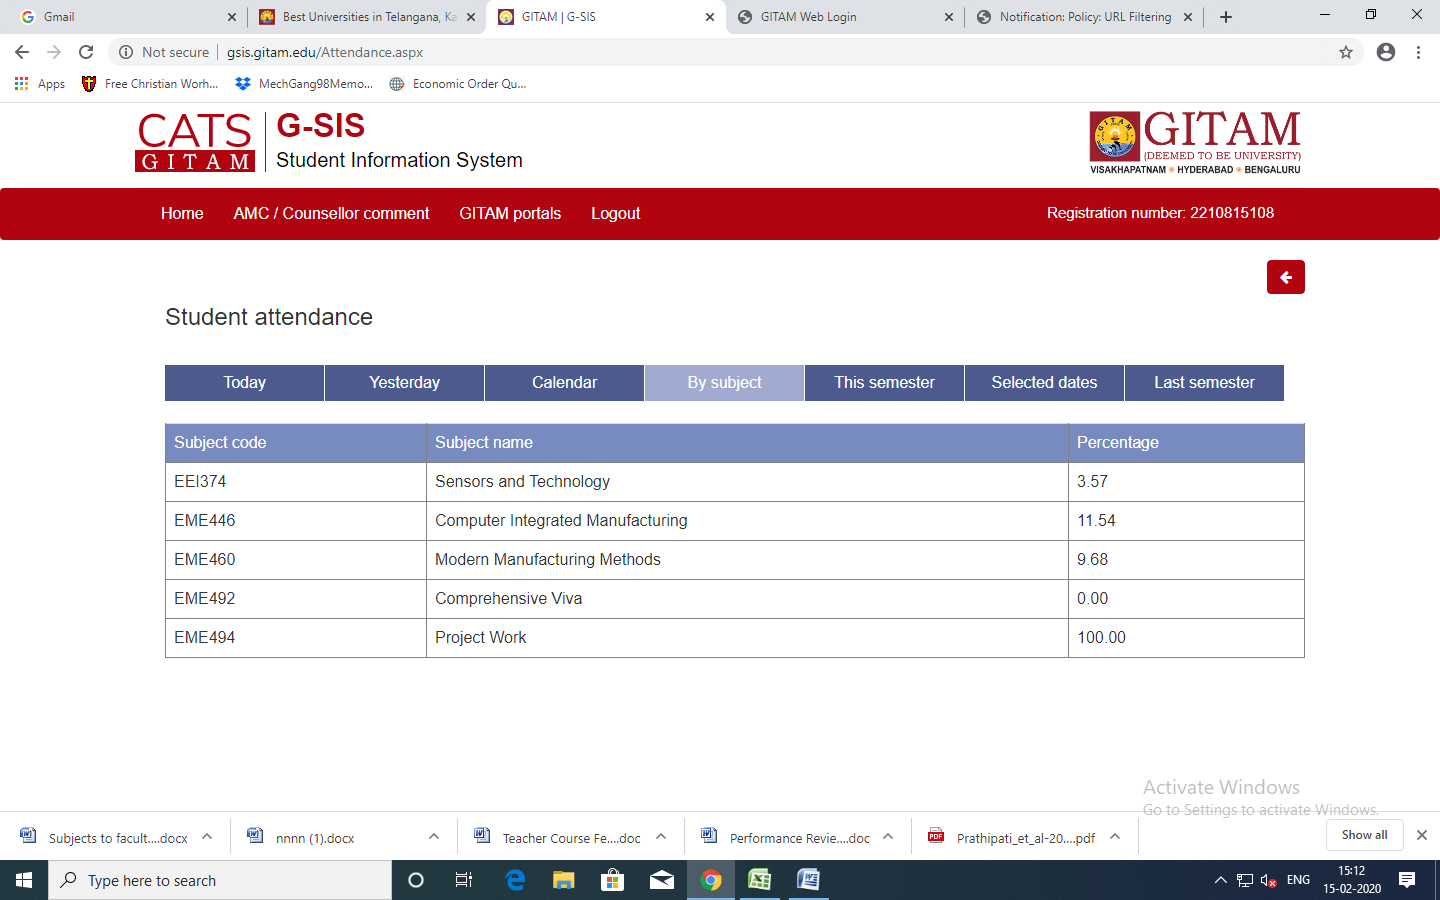 Gmail
Best Universities in Telangana, Ka
GITAM | G-SIS
GITAM Web Login
Notification: Policy: URL Filtering
Not secure | gsis.gitam.edu/Attendance.aspx
Apps
Free Christian Worh...
MechGang98Memo...
Economic Order Qu...
CATS
GITAM
G-SIS
Student Information System
GITAM
(DEEMED TO BE UNIVERSITY)
VISAKHAPATNAM HYDERABAD BENGALURU
Home AMC / Counsellor comment GITAM portals Logout Registration number: 2210815108
Student attendance
Today Yesterday Calendar By subject This semester Selected dates Last semester
Subject code Subject name Percentage
EEI374 Sensors and Technology 3.57
EME446 Computer Integrated Manufacturing 11.54
EME460 Modern Manufacturing Methods 9.68
EME492 Comprehensive Viva 0.00
EME494 Project Work 100.00
Activate Windows
Go to Settings to activate Windows.
Subjects to facult....docx
nnnn (1).docx
Teacher Course Fe....doc
Performance Revie....doc
Prathipati_et_al-20....pdf
Show all
Type here to search
ENG
15:12
15-02-2020